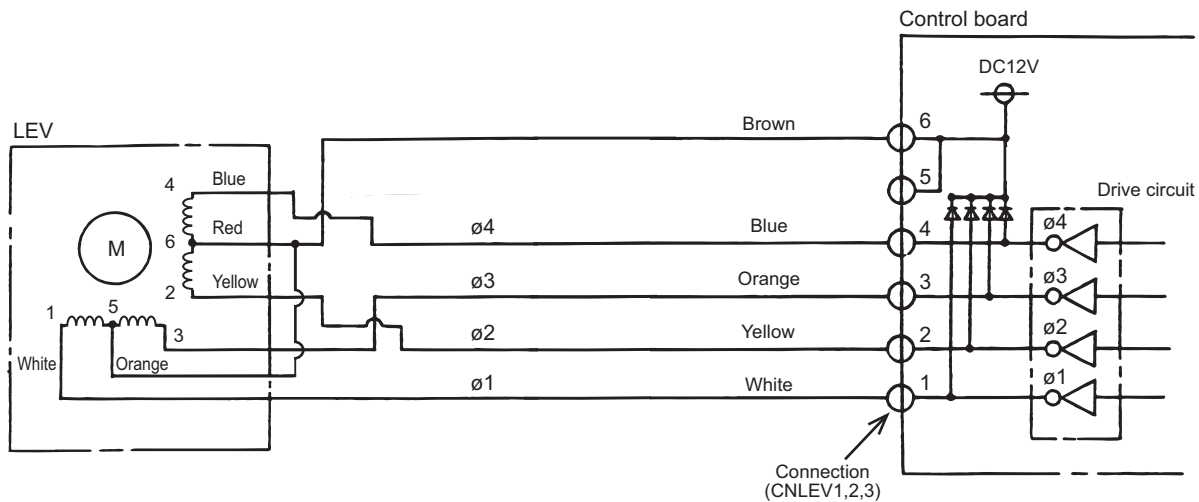 Control board
DC12V
LEV
Brown
6
5
4
Blue
Drive circuit
M
6
Red
ø4
Blue
4
ø4
2
Yellow
ø3
Orange
3
ø3
1
5
3
ø2
Yellow
2
ø2
White
Orange
ø1
White
1
ø1
Connection
(CNLEV1,2,3)